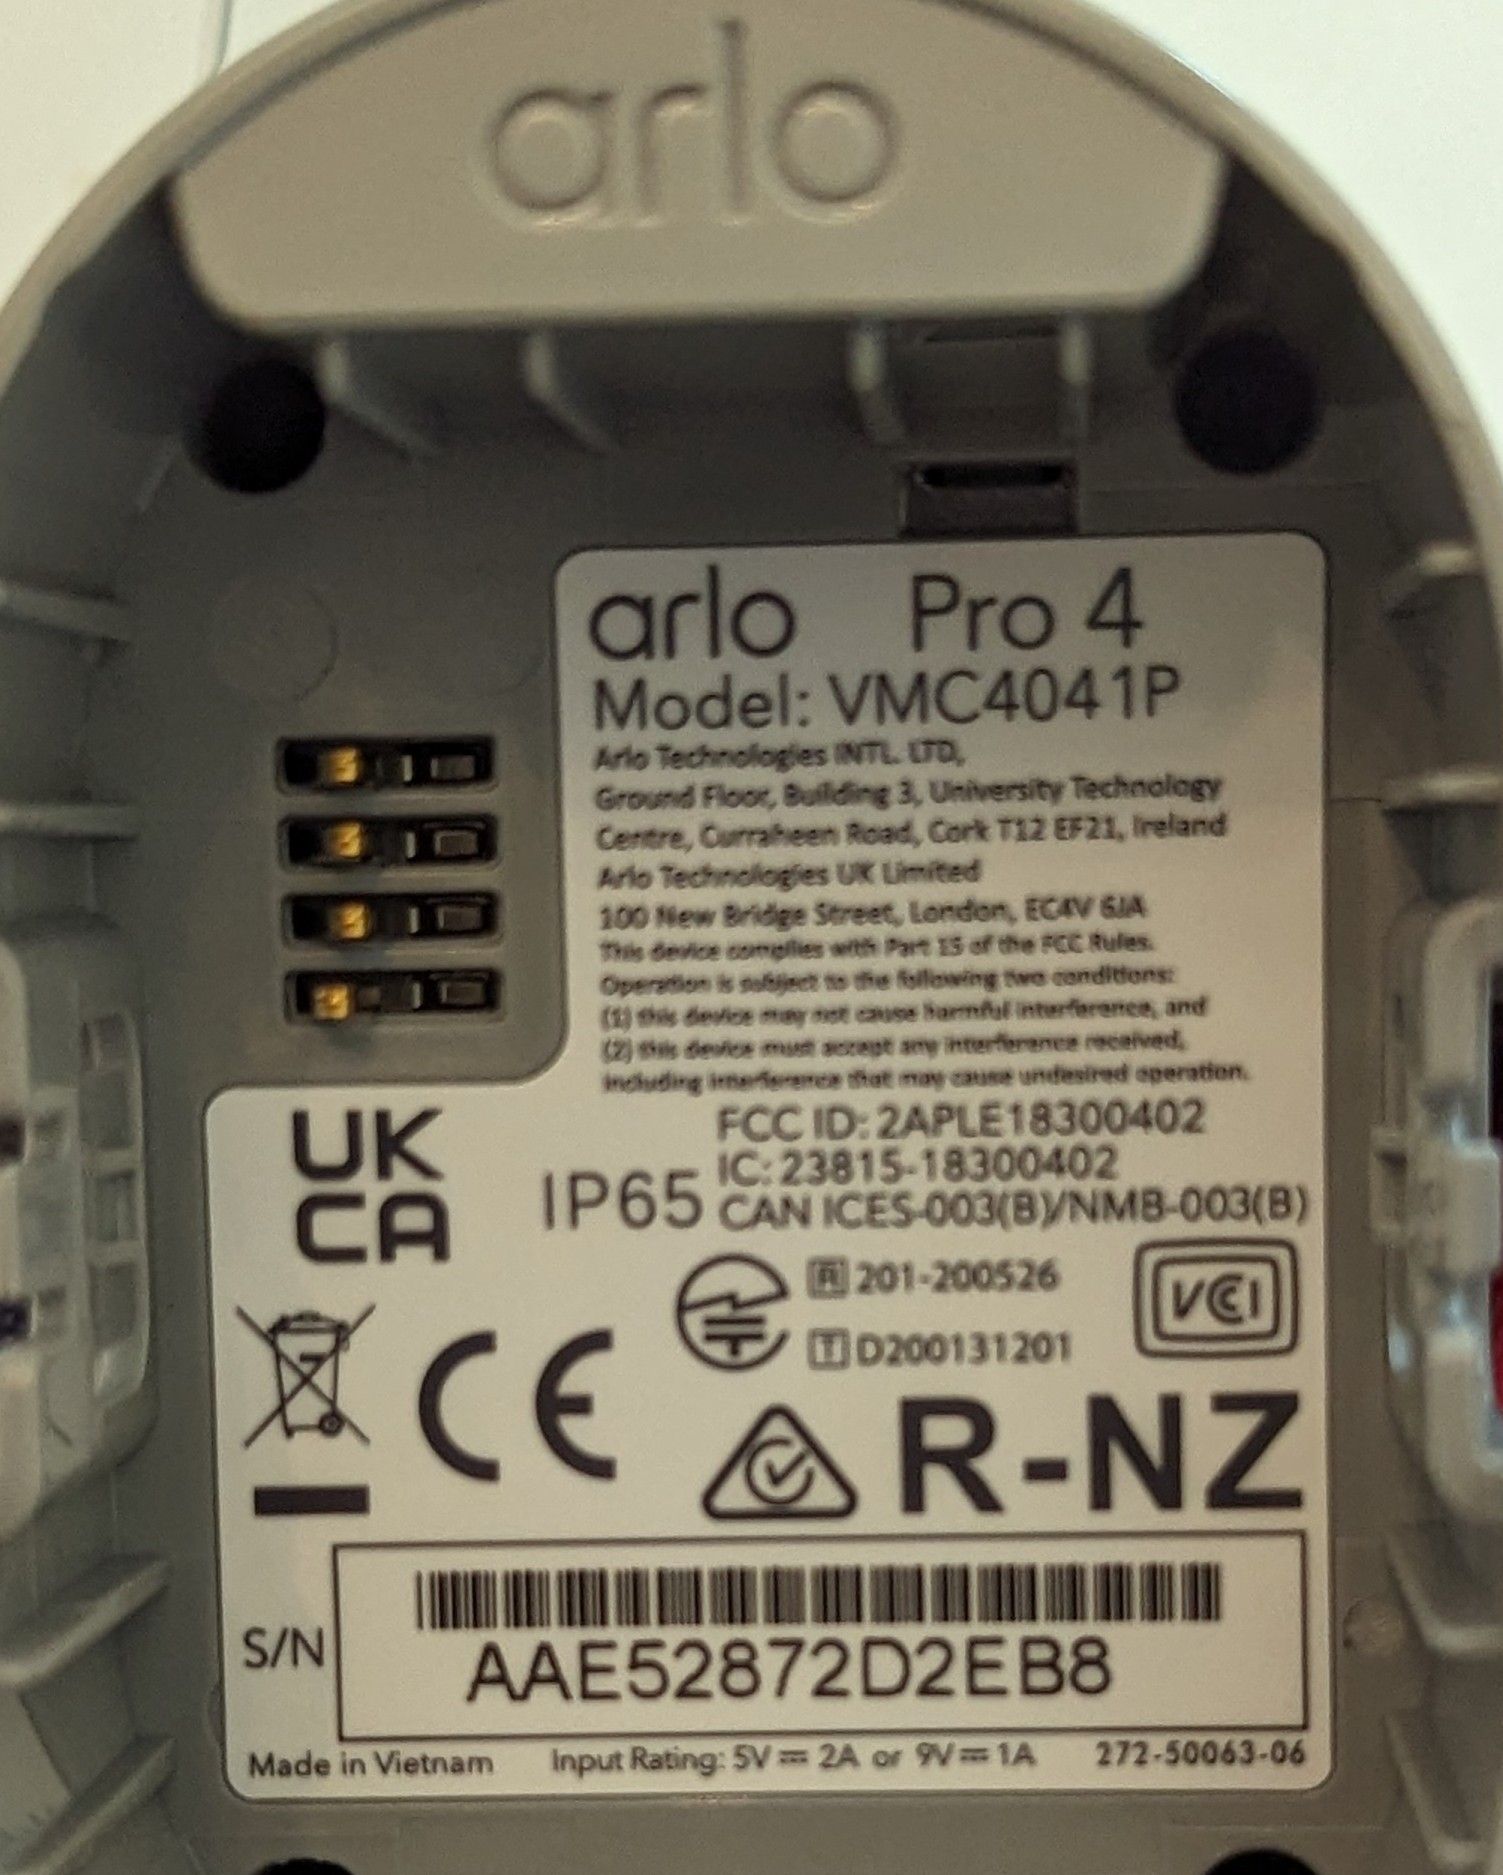 arlo
arlo Pro 4
Model: VMC4041P
Arlo Technologies INTL. LTD,
Ground Floor, Building 3, University Technology
Centre, Curraheen Road, Cork T12 EF21, Ireland
Arlo Technologies UK Limited
100 New Bridge Street, London, EC4V 6JA
This device complies with Part 15 of the FCC Rules.
Operation is subject to the following two conditions:
(1) this device may not cause harmful interference, and
(2) this device must accept any interference received,
including interference that may cause undesired operation.
UK
CA
IP65
FCC ID: 2APLE18300402
IC: 23815-18300402
CAN ICES-003(B)/NMB-003(B)
R 201-200526
T D200131201
VCI
CE
R-NZ
S/N
AAE52872D2EB8
Made in Vietnam Input Rating: 5V ⎓ 2A or 9V ⎓ 1A 272-50063-06